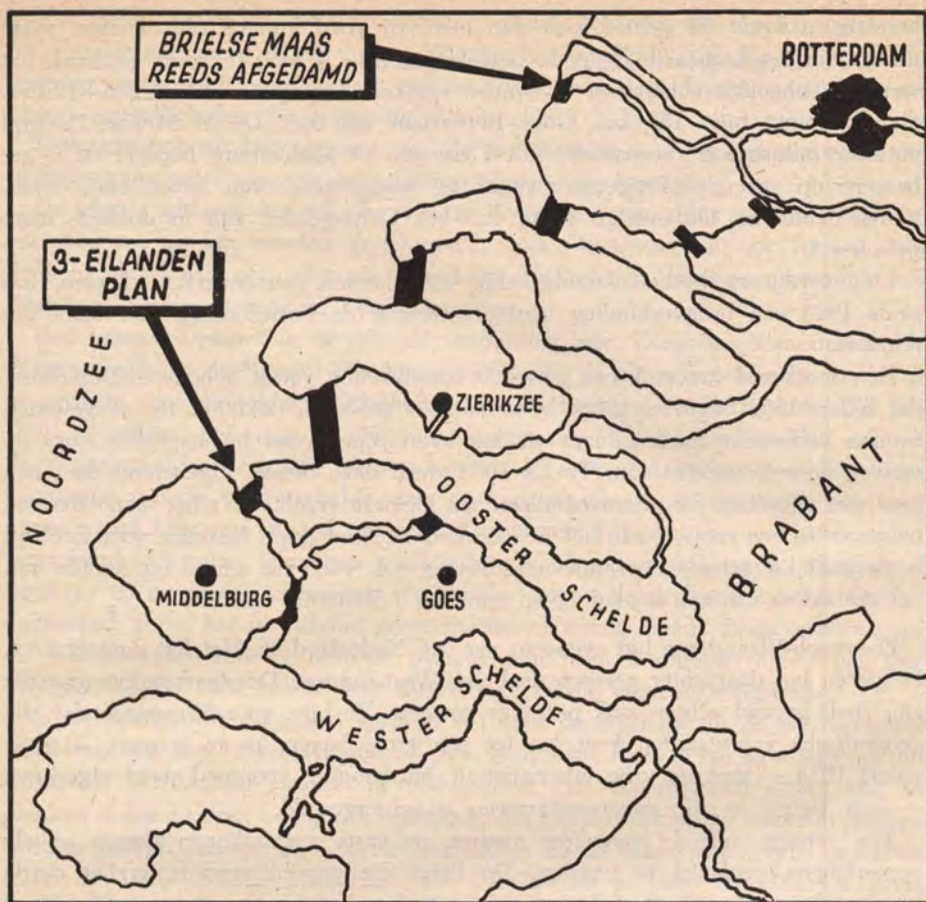 BRIELSE MAAS
REEDS AFGEDAMD
ROTTERDAM
3-EILANDEN
PLAN
NOORDZEE
ZIERIKZEE
OOSTER
SCHELDE
BRABANT
MIDDELBURG
GOES
WESTER
SCHELDE